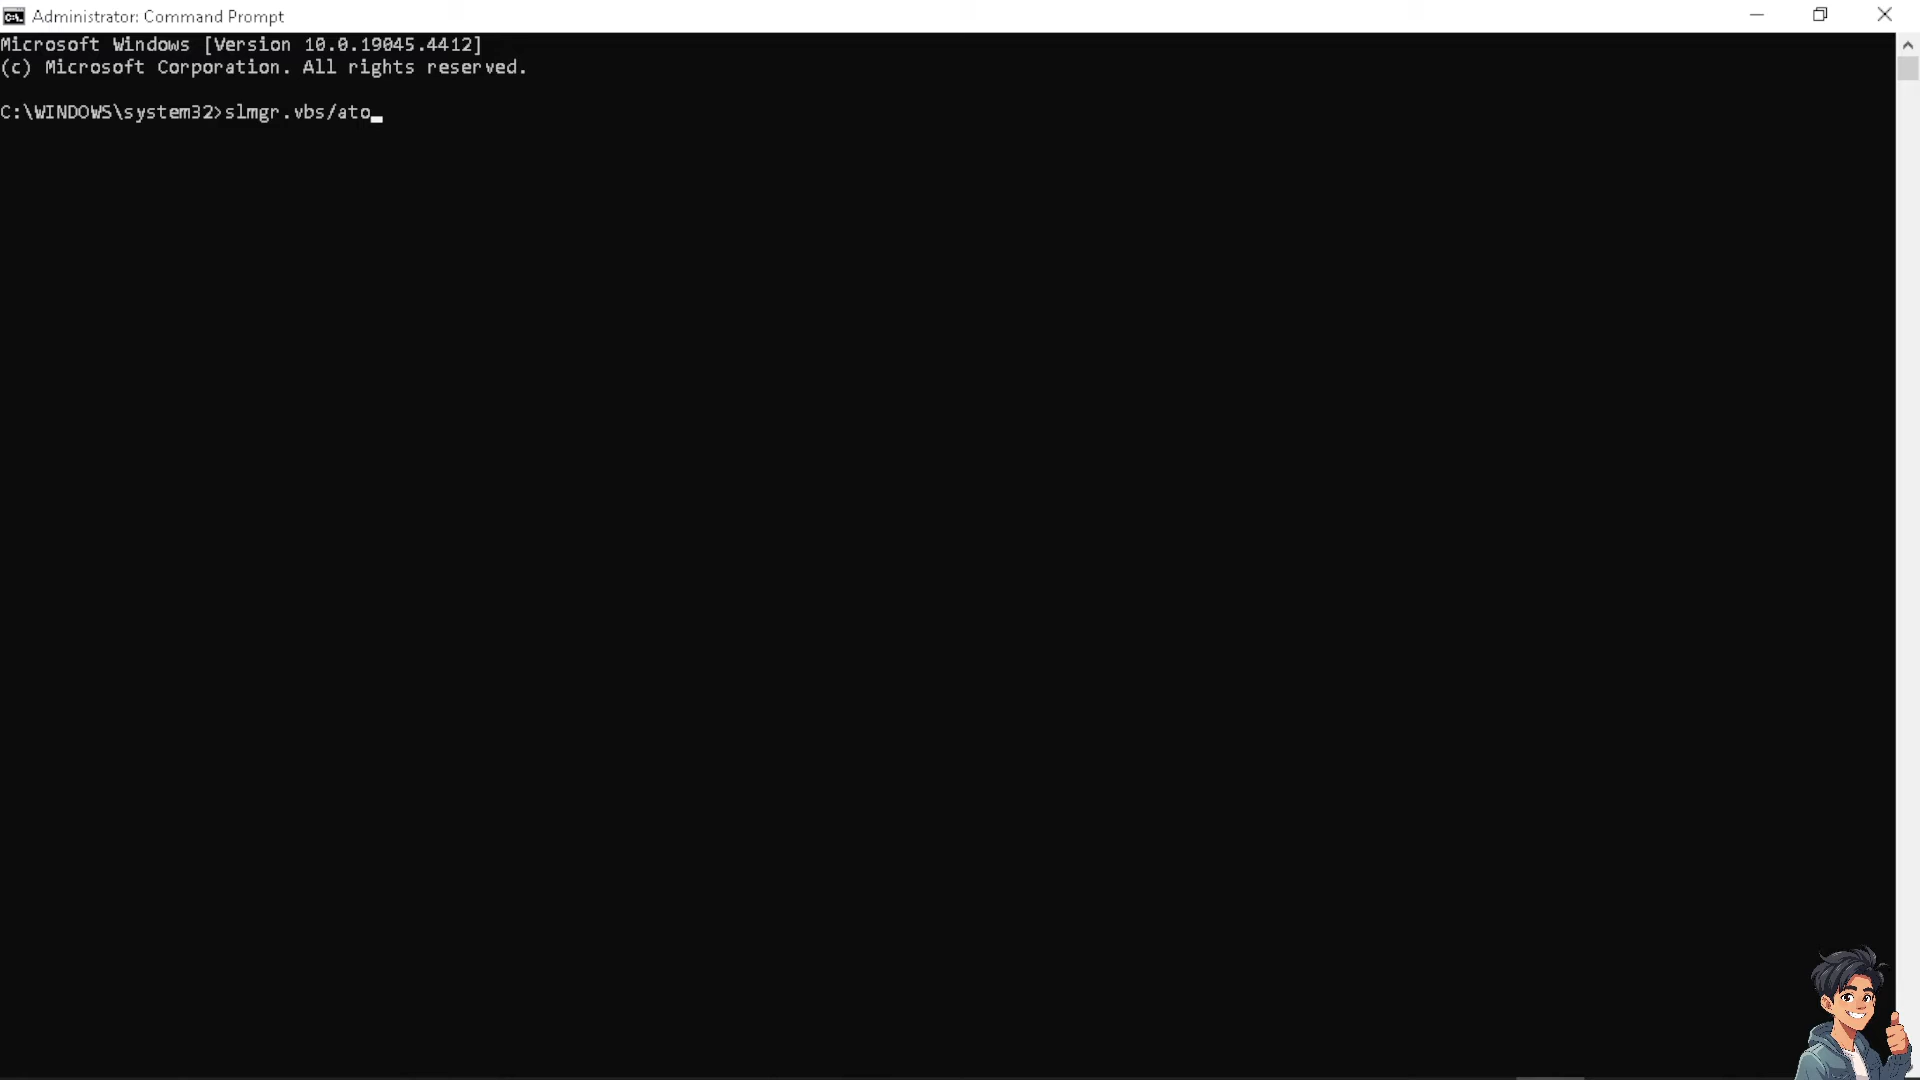 Administrator: Command Prompt
Microsoft Windows [Version 10.0.19045.4412]
(c) Microsoft Corporation. All rights reserved.
C:\WINDOWS\system32>slmgr.vbs/ato